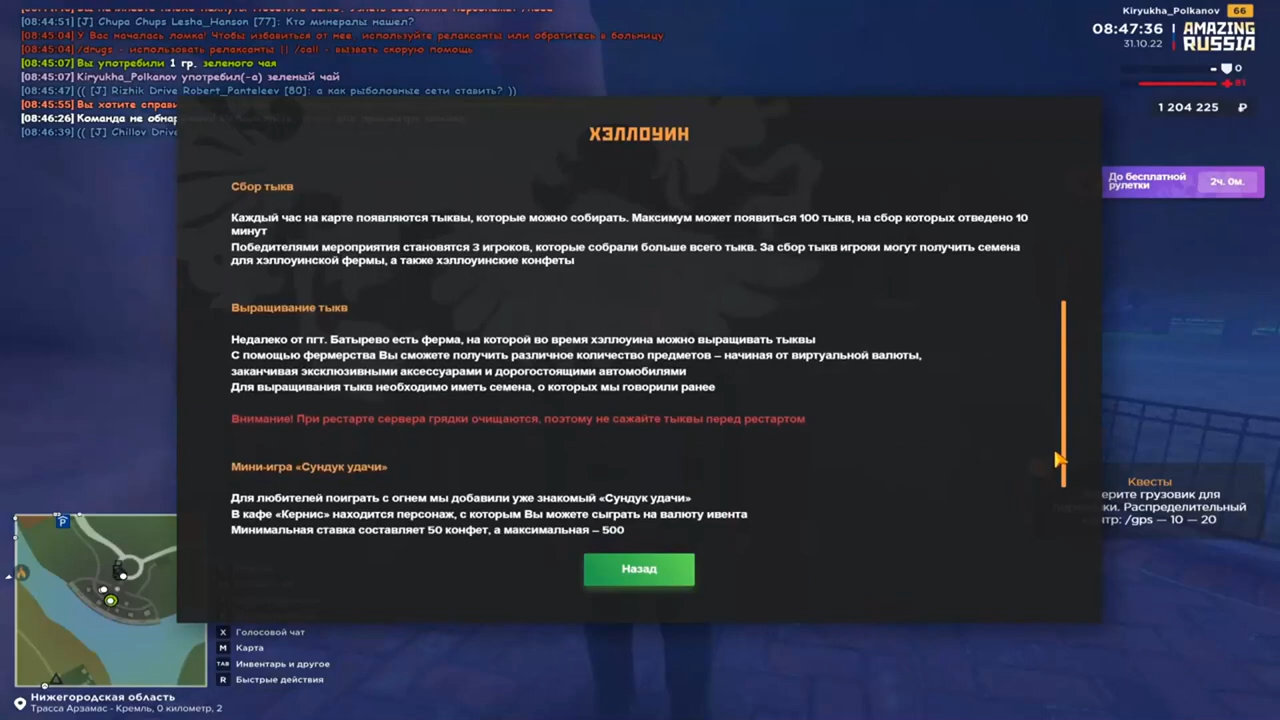 [08:44:51] [J] Chupa Chups Lesha_Hanson [77]: Кто минералы нашел?
[08:45:04] У Вас началась ломка! Чтобы избавиться от нее, используйте релаксанты или обратитесь в больницу
[08:45:04] /drugs - использовать релаксанты || /call - вызвать скорую помощь
[08:45:07] Вы употребили 1 гр. зеленого чая
[08:45:07] Kiryukha_Polkanov употребил(-а) зеленый чай
[08:45:47] (( [J] Rizhik Drive Robert_Panteleev [80]: а как рыболовные сети ставить? ))
[08:45:55] Вы хотите справи
[08:46:26] Команда не обнар
[08:46:39] (( [J] Chillov Drive
Kiryukha_Polkanov 66
08:47:36
31.10.22
AMAZING
RUSSIA
0
81
1 204 225 ₽
До бесплатной
рулетки
2ч. 0м.
ХЭЛЛОУИН
Сбор тыкв
Каждый час на карте появляются тыквы, которые можно собирать. Максимум может появиться 100 тыкв, на сбор которых отведено 10
минут
Победителями мероприятия становятся 3 игроков, которые собрали больше всего тыкв. За сбор тыкв игроки могут получить семена
для хэллоуинской фермы, а также хэллоуинские конфеты
Выращивание тыкв
Недалеко от пгт. Батырево есть ферма, на которой во время хэллоуина можно выращивать тыквы
С помощью фермерства Вы сможете получить различное количество предметов – начиная от виртуальной валюты,
заканчивая эксклюзивными аксессуарами и дорогостоящими автомобилями
Для выращивания тыкв необходимо иметь семена, о которых мы говорили ранее
Внимание! При рестарте сервера грядки очищаются, поэтому не сажайте тыквы перед рестартом
Мини-игра «Сундук удачи»
Для любителей поиграть с огнем мы добавили уже знакомый «Сундук удачи»
В кафе «Кернис» находится персонаж, с которым Вы можете сыграть на валюту ивента
Минимальная ставка составляет 50 конфет, а максимальная – 500
Назад
Квесты
ерите грузовик для
Распределительный
нтр: /gps — 10 — 20
P
X Голосовой чат
M Карта
TAB Инвентарь и другое
R Быстрые действия
Нижегородская область
Трасса Арзамас - Кремль, 0 километр, 2